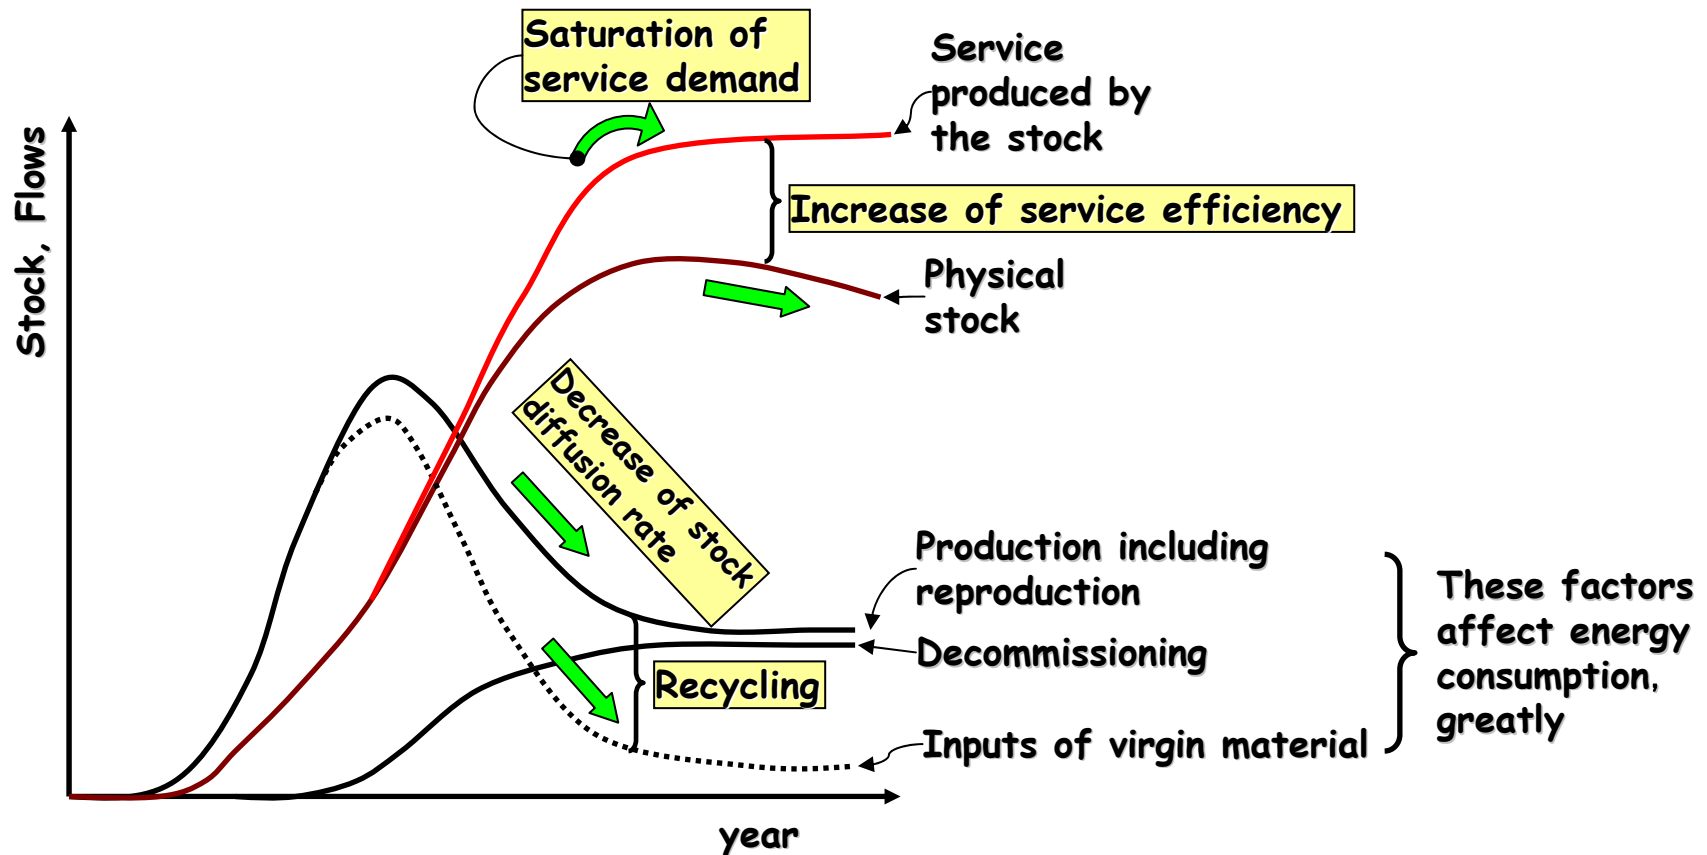 Saturation of
service demand
Service
produced by
the stock
Stock, Flows
Increase of service efficiency
Physical
stock
Decrease of stock
diffusion rate
Production including
reproduction
Decommissioning
Recycling
Inputs of virgin material
These factors
affect energy
consumption,
greatly
year